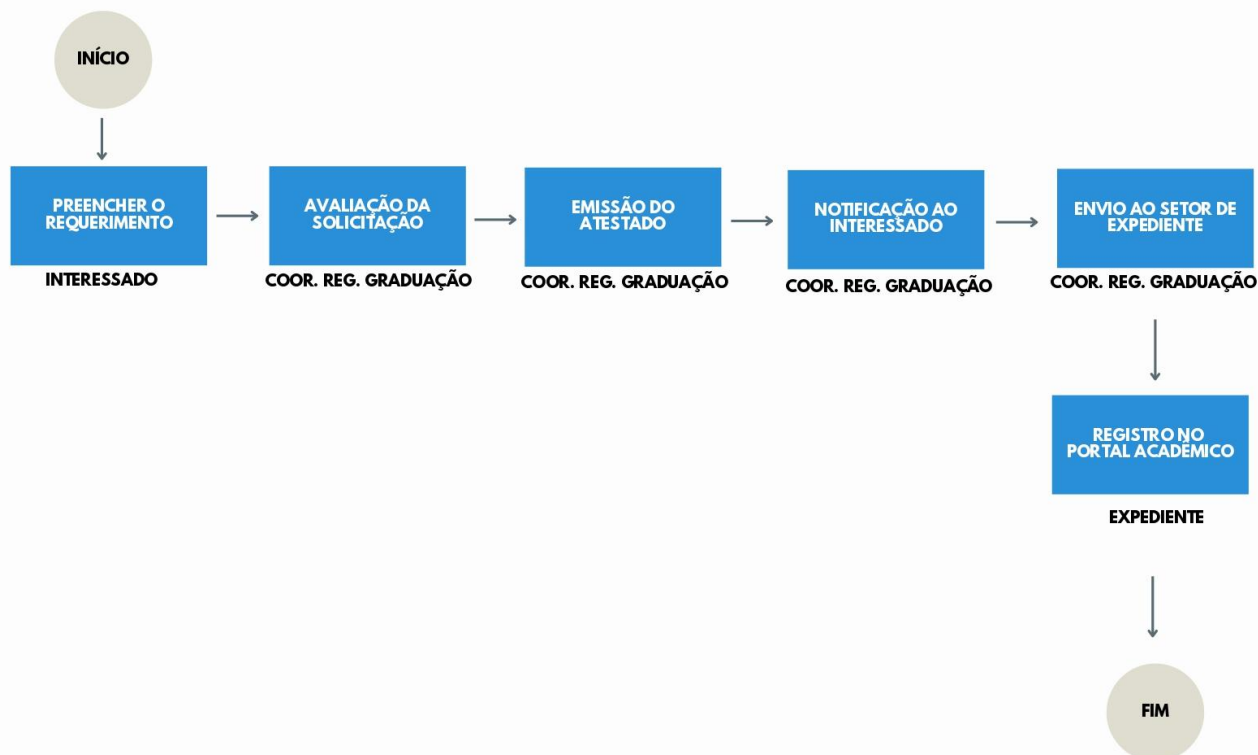 INÍCIO
PREENCHER O
REQUERIMENTO
INTERESSADO
AVALIAÇÃO DA
SOLICITAÇÃO
COOR. REG. GRADUAÇÃO
EMISSÃO DO
ATESTADO
COOR. REG. GRADUAÇÃO
NOTIFICAÇÃO AO
INTERESSADO
COOR. REG. GRADUAÇÃO
ENVIO AO SETOR DE
EXPEDIENTE
COOR. REG. GRADUAÇÃO
REGISTRO NO
PORTAL ACADÊMICO
EXPEDIENTE
FIM